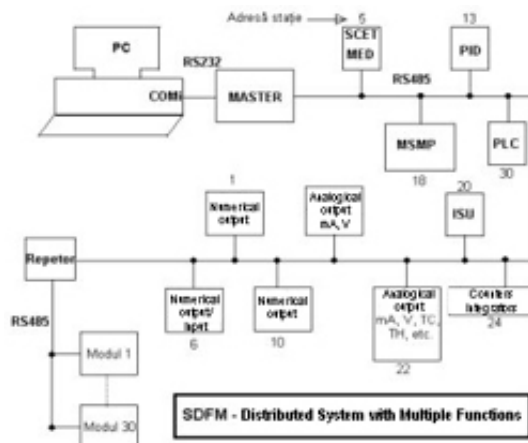 Adresă stație
5
13
PC
SCET
MED
PID
RS232
RS485
COMi
MASTER
MSMP
PLC
18
30
1
20
Numerical
output
Analogical
output
mA, V
ISU
Repetor
RS485
Numerical
output/
Input
Numerical
output
Analogical
output
mA, V, TC,
TH, etc.
Counters
Integrators
6
10
22
24
Modul 1
Modul 30
SDFM - Distributed System with Multiple Functions